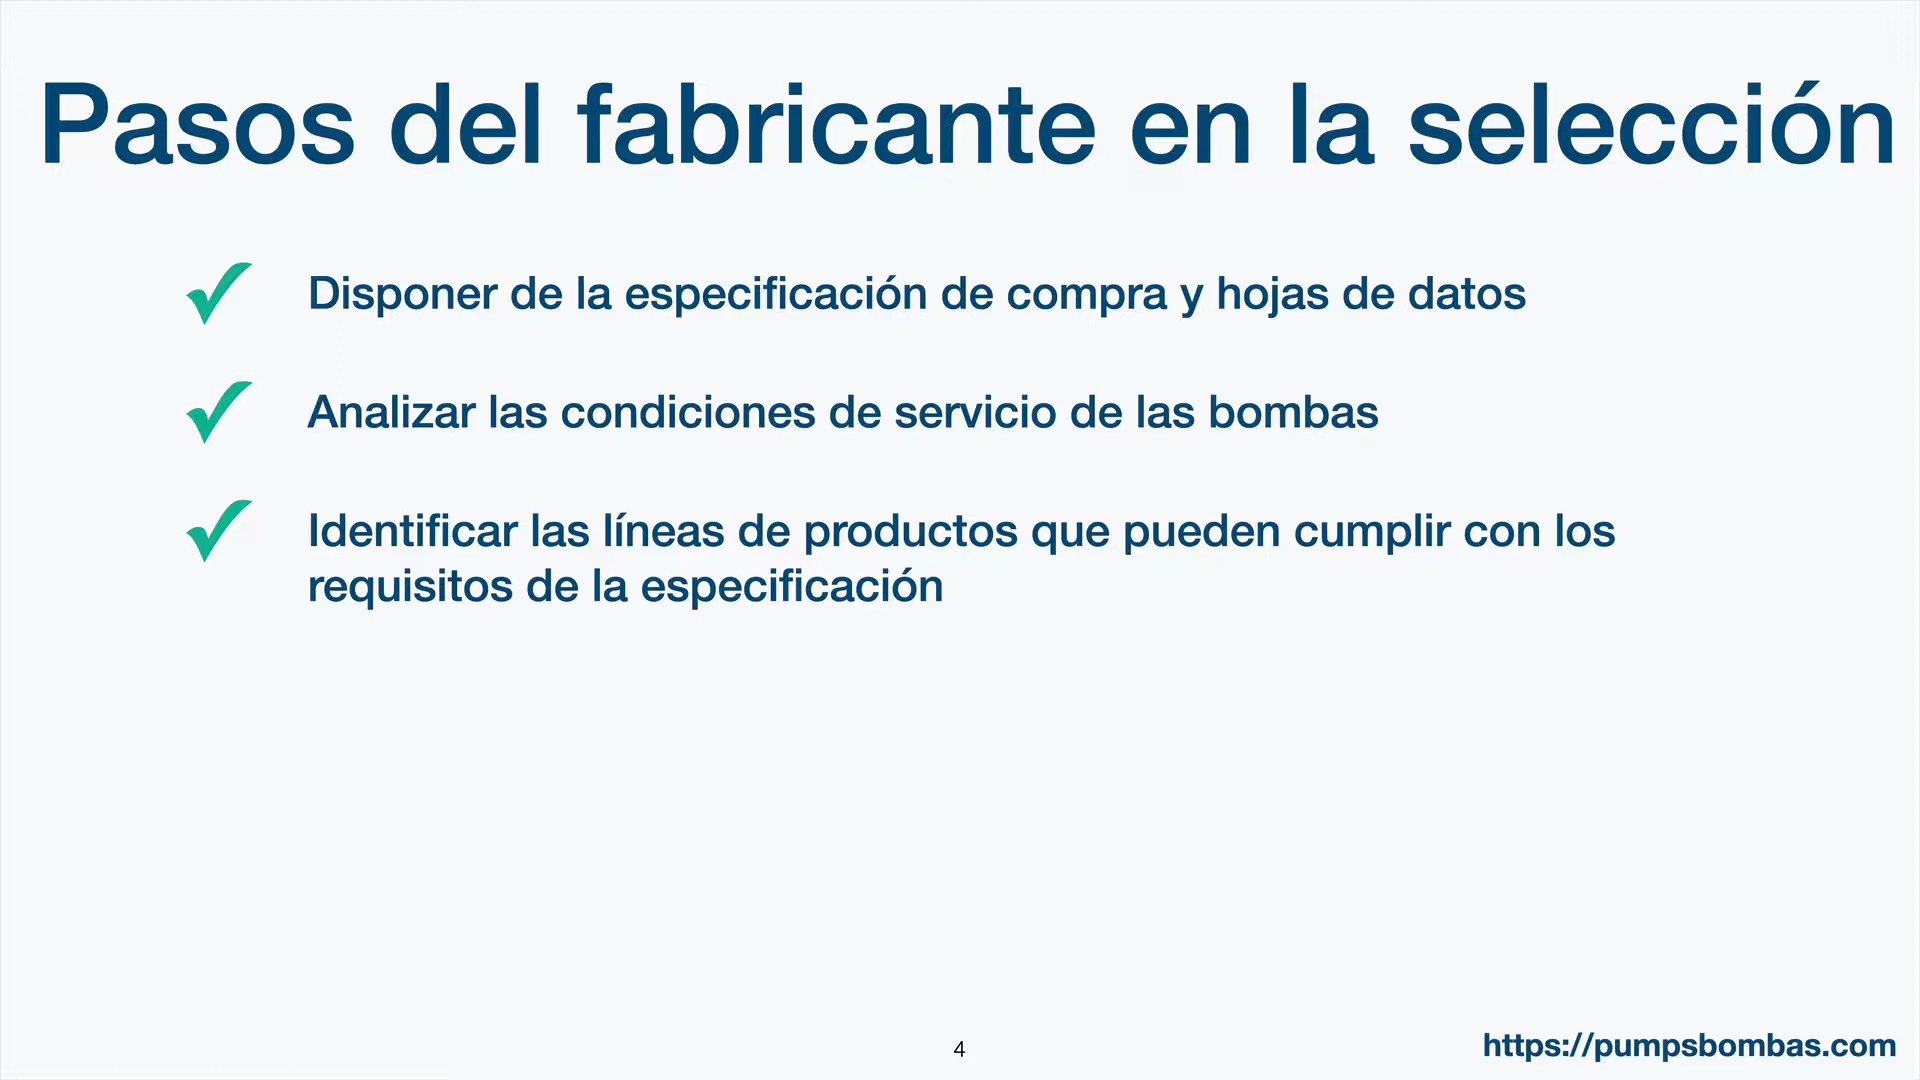 Pasos del fabricante en la selección
Disponer de la especificación de compra y hojas de datos
Analizar las condiciones de servicio de las bombas
Identificar las líneas de productos que pueden cumplir con los
requisitos de la especificación
4
https://pumpsbombas.com